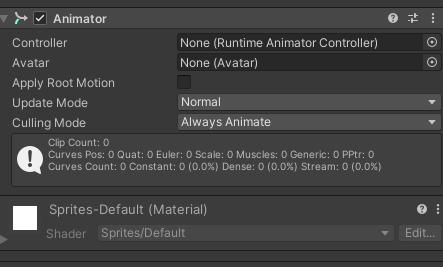 Animator
Controller None (Runtime Animator Controller)
Avatar None (Avatar)
Apply Root Motion
Update Mode Normal
Culling Mode Always Animate
Clip Count: 0
Curves Pos: 0 Quat: 0 Euler: 0 Scale: 0 Muscles: 0 Generic: 0 PPtr: 0
Curves Count: 0 Constant: 0 (0.0%) Dense: 0 (0.0%) Stream: 0 (0.0%)
Sprites-Default (Material)
Shader Sprites/Default Edit...